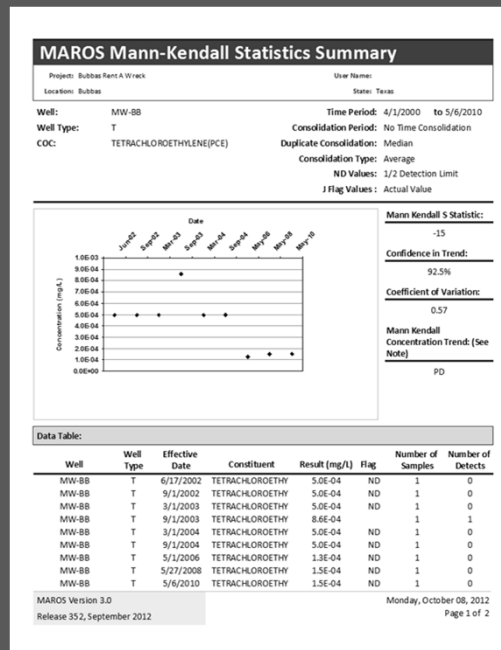 MAROS Mann-Kendall Statistics Summary
Project: Bubbas Rent A Wreck User Name:
Location: Bubbas State: Texas
Well: MW-BB Time Period: 4/1/2000 to 5/6/2010
Well Type: T Consolidation Period: No Time Consolidation
COC: TETRACHLOROETHYLENE(PCE) Duplicate Consolidation: Median
Consolidation Type: Average
ND Values: 1/2 Detection Limit
J Flag Values : Actual Value
Date
Jun-02 Sep-02 Mar-03 Sep-03 Mar-04 Sep-04 May-06 May-08 May-10
Concentration (mg/L)
1.0E-03
9.0E-04
8.0E-04
7.0E-04
6.0E-04
5.0E-04
4.0E-04
3.0E-04
2.0E-04
1.0E-04
0.0E+00
Mann Kendall S Statistic:
-15
Confidence in Trend:
92.5%
Coefficient of Variation:
0.57
Mann Kendall
Concentration Trend: (See
Note)
PD
Data Table:
Well Well Type Effective Date Constituent Result (mg/L) Flag Number of Samples Number of Detects
MW-BB T 6/17/2002 TETRACHLOROETHY 5.0E-04 ND 1 0
MW-BB T 9/1/2002 TETRACHLOROETHY 5.0E-04 ND 1 0
MW-BB T 3/1/2003 TETRACHLOROETHY 5.0E-04 ND 1 0
MW-BB T 9/1/2003 TETRACHLOROETHY 8.6E-04 1 1
MW-BB T 3/1/2004 TETRACHLOROETHY 5.0E-04 ND 1 0
MW-BB T 9/1/2004 TETRACHLOROETHY 5.0E-04 ND 1 0
MW-BB T 5/1/2006 TETRACHLOROETHY 1.3E-04 ND 1 0
MW-BB T 5/27/2008 TETRACHLOROETHY 1.5E-04 ND 1 0
MW-BB T 5/6/2010 TETRACHLOROETHY 1.5E-04 ND 1 0
MAROS Version 3.0 Monday, October 08, 2012
Release 352, September 2012 Page 1 of 2